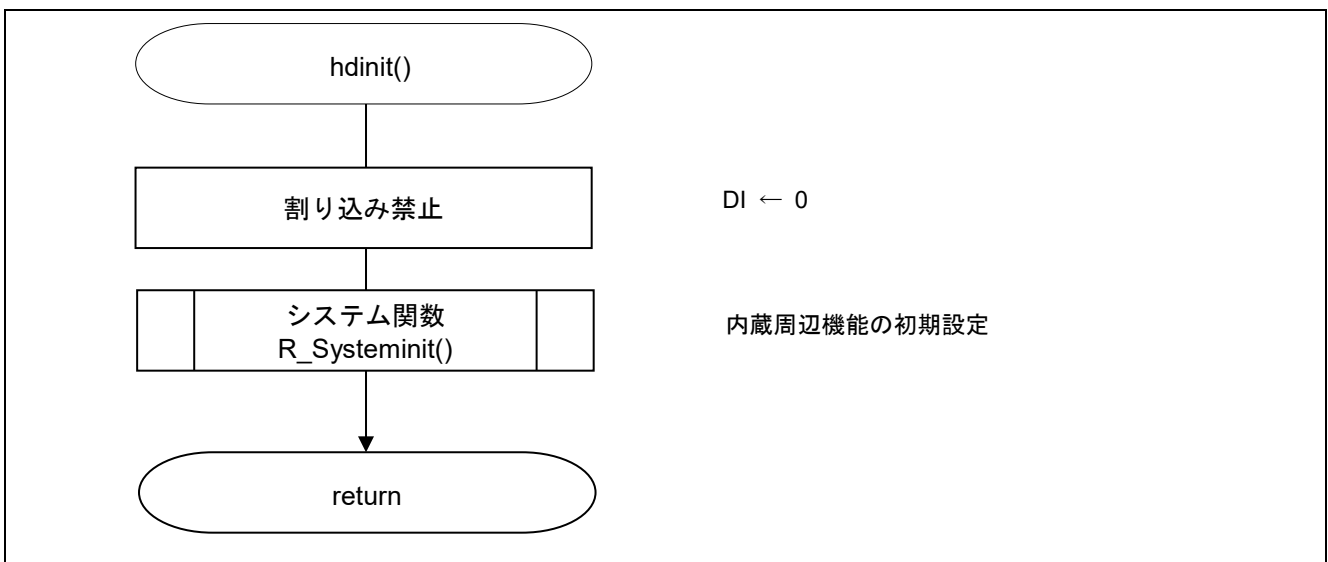 hdinit()
割り込み禁止
DI ← 0
システム関数
R_Systeminit()
内蔵周辺機能の初期設定
return